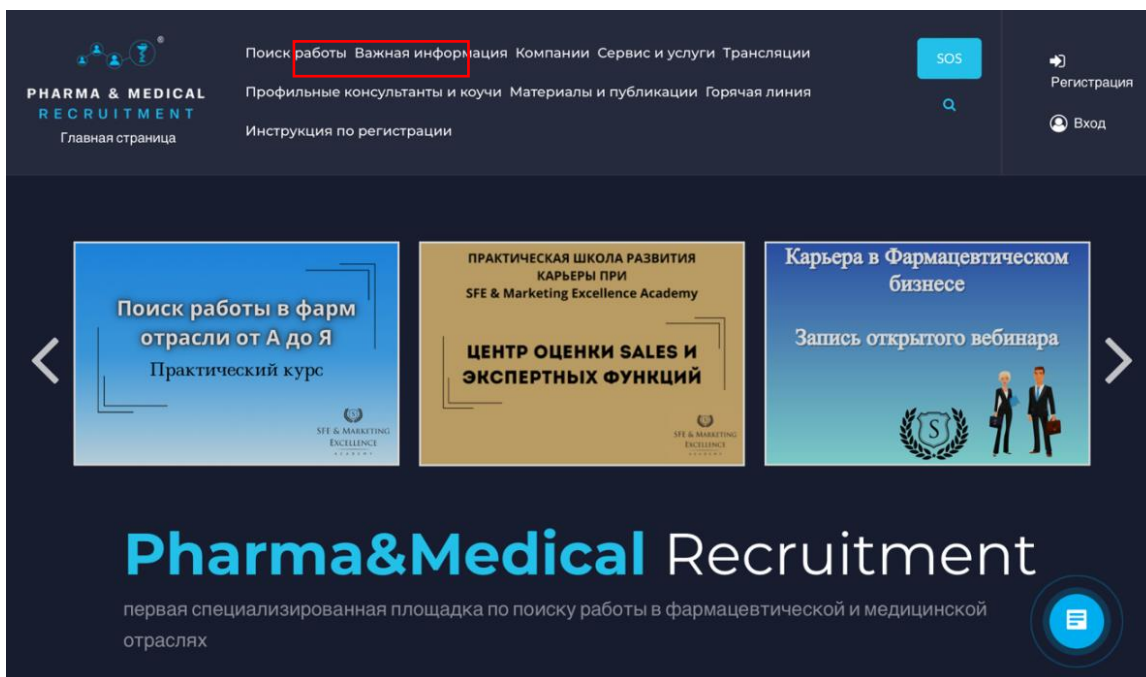 ®
PHARMA & MEDICAL
RECRUITMENT
Главная страница
Поиск работы Важная информация Компании Сервис и услуги Трансляции
Профильные консультанты и коучи Материалы и публикации Горячая линия
Инструкция по регистрации
SOS
Регистрация
Вход
Поиск работы в фарм
отрасли от А до Я
Практический курс
S
SFE & MARKETING
EXCELLENCE
ACADEMY
ПРАКТИЧЕСКАЯ ШКОЛА РАЗВИТИЯ
КАРЬЕРЫ ПРИ
SFE & Marketing Excellence Academy
ЦЕНТР ОЦЕНКИ SALES И
ЭКСПЕРТНЫХ ФУНКЦИЙ
S
SFE & MARKETING
EXCELLENCE
ACADEMY
Карьера в Фармацевтическом
бизнесе
Запись открытого вебинара
S
Pharma&Medical Recruitment
первая специализированная площадка по поиску работы в фармацевтической и медицинской
отраслях